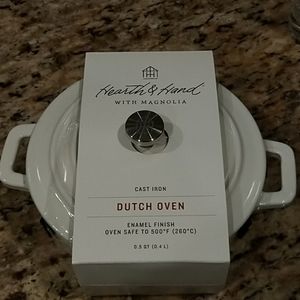 Hearth & Hand
WITH MAGNOLIA
CAST IRON
DUTCH OVEN
ENAMEL FINISH
OVEN SAFE TO 500°F (260°C)
0.5 QT (0.4 L)